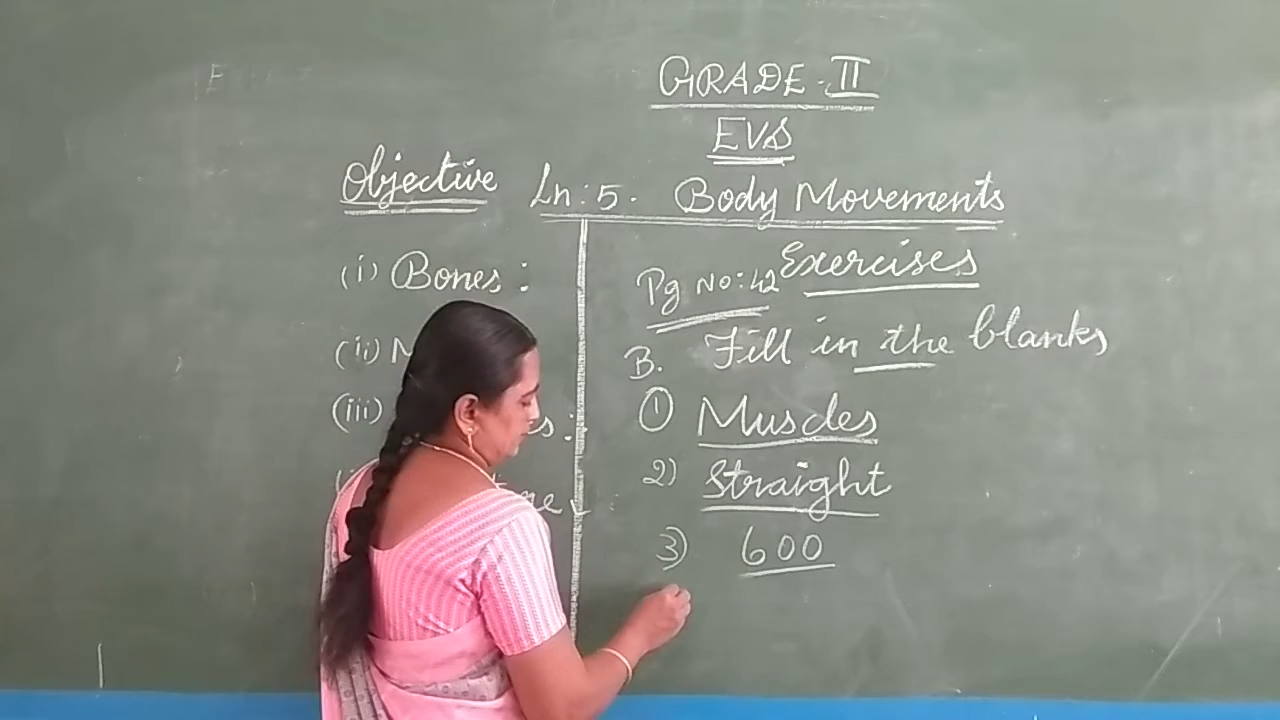 GRADE-II
EVS
Objective Ln: 5. Body Movements
(i) Bones:
(ii)
(iii)
Exercises
Pg No: 42
B. Fill in the blanks
① Muscles
2) Straight
3) 600